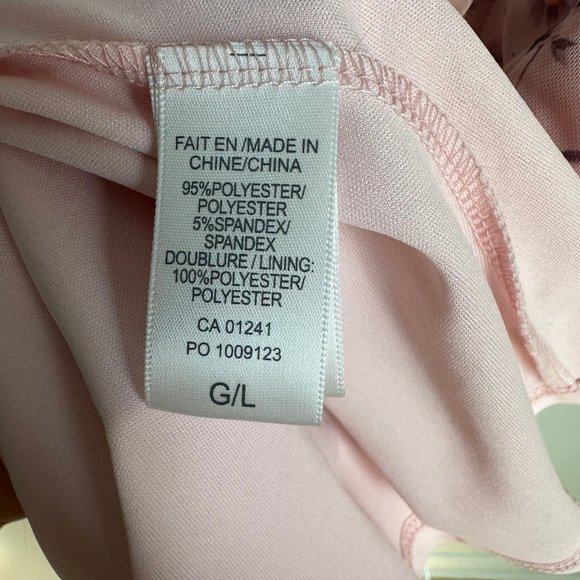 FAIT EN /MADE IN
CHINE/CHINA
95%POLYESTER/
POLYESTER
5%SPANDEX/
SPANDEX
DOUBLURE / LINING:
100%POLYESTER/
POLYESTER
CA 01241
PO 1009123
G/L